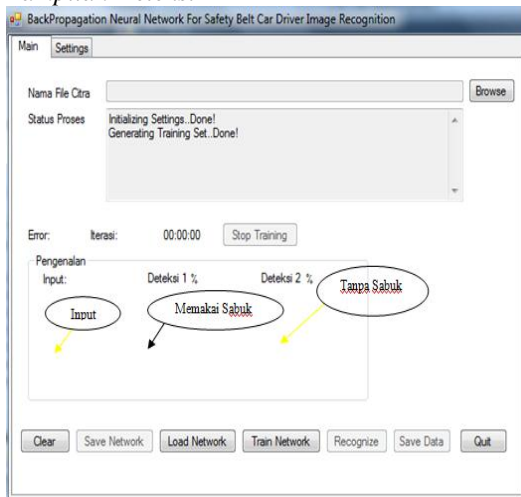 BackPropagation Neural Network For Safety Belt Car Driver Image Recognition
Main Settings
Nama File Citra Browse
Status Proses Initializing Settings..Done!
Generating Training Set..Done!
Error: Iterasi: 00:00:00 Stop Training
Pengenalan
Input: Deteksi 1 % Deteksi 2 %
Tanpa Sabuk
Input Memakai Sabuk
Clear Save Network Load Network Train Network Recognize Save Data Quit